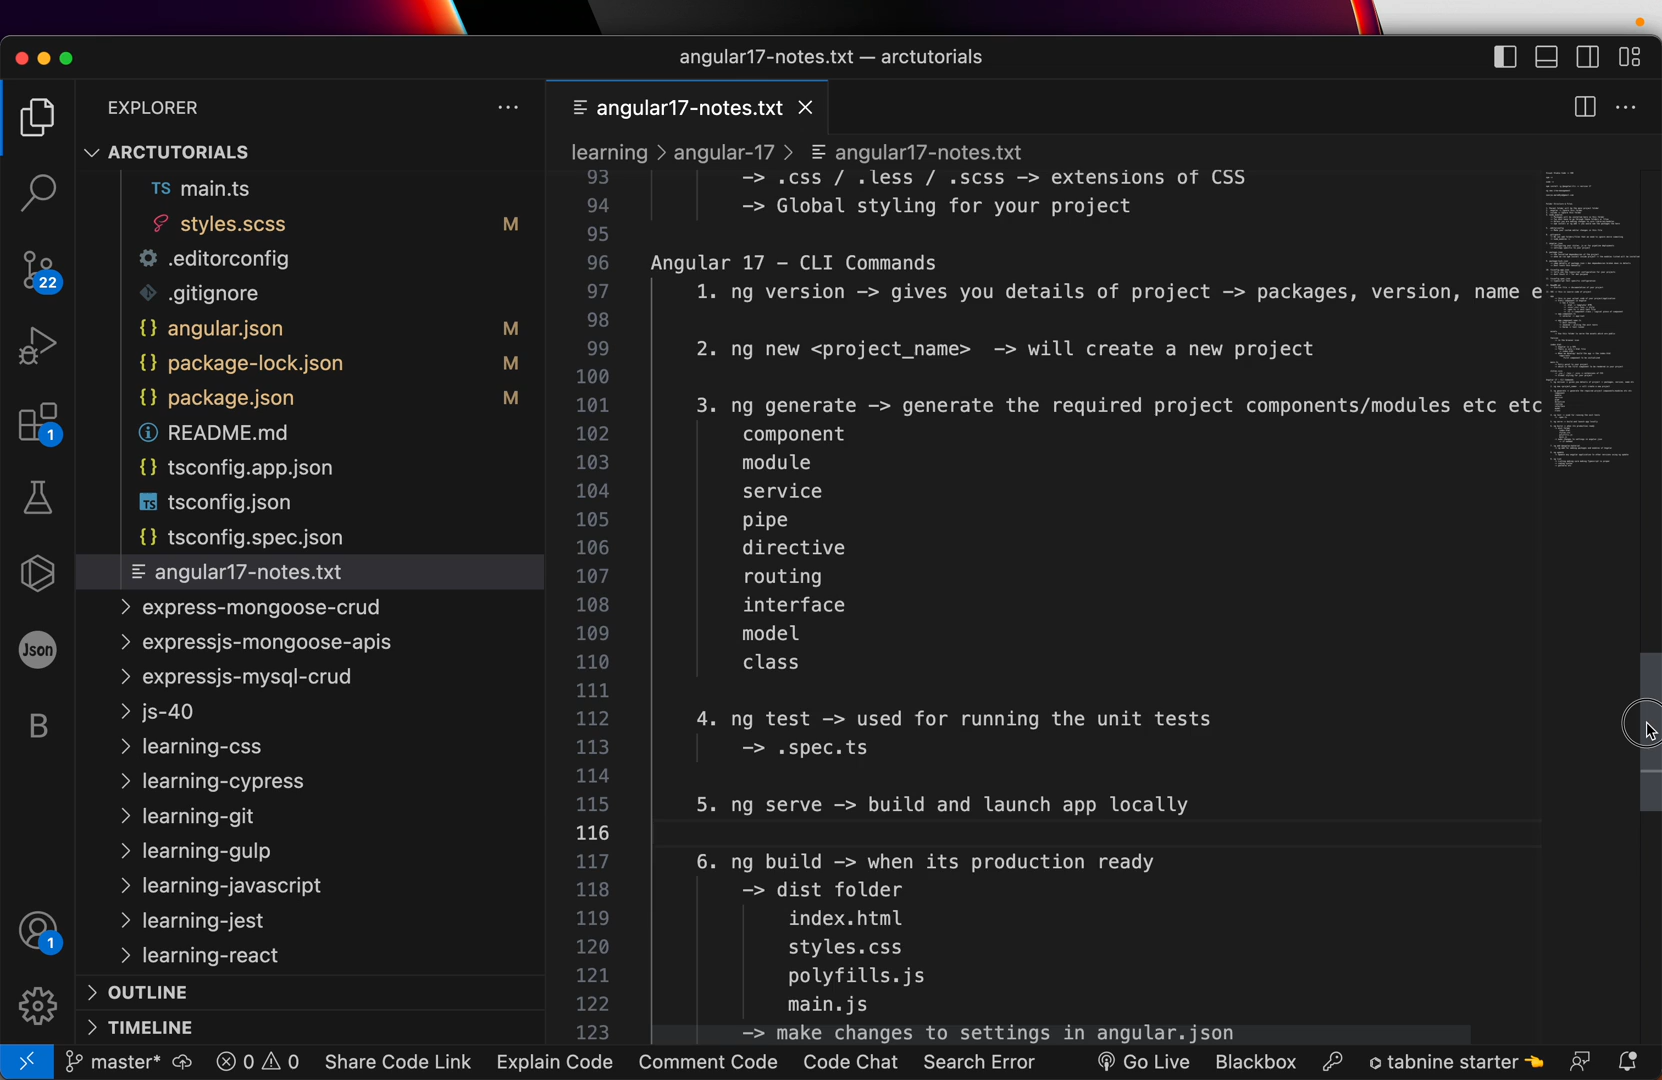 angular17-notes.txt — arctutorials
EXPLORER
ARCTUTORIALS
TS main.ts
styles.scss M
.editorconfig
.gitignore
{} angular.json M
{} package-lock.json M
{} package.json M
README.md
{} tsconfig.app.json
TS tsconfig.json
{} tsconfig.spec.json
angular17-notes.txt
express-mongoose-crud
expressjs-mongoose-apis
expressjs-mysql-crud
js-40
learning-css
learning-cypress
learning-git
learning-gulp
learning-javascript
learning-jest
learning-react
OUTLINE
TIMELINE
22
1
Json
B
1
angular17-notes.txt
learning > angular-17 > angular17-notes.txt
93 -> .css / .less / .scss -> extensions of CSS
94 -> Global styling for your project
95
96 Angular 17 - CLI Commands
97 1. ng version -> gives you details of project -> packages, version, name e
98
99 2. ng new <project_name> -> will create a new project
100
101 3. ng generate -> generate the required project components/modules etc etc
102 component
103 module
104 service
105 pipe
106 directive
107 routing
108 interface
109 model
110 class
111
112 4. ng test -> used for running the unit tests
113 -> .spec.ts
114
115 5. ng serve -> build and launch app locally
116
117 6. ng build -> when its production ready
118 -> dist folder
119 index.html
120 styles.css
121 polyfills.js
122 main.js
123 -> make changes to settings in angular.json
master* 0 0 Share Code Link Explain Code Comment Code Code Chat Search Error Go Live Blackbox tabnine starter